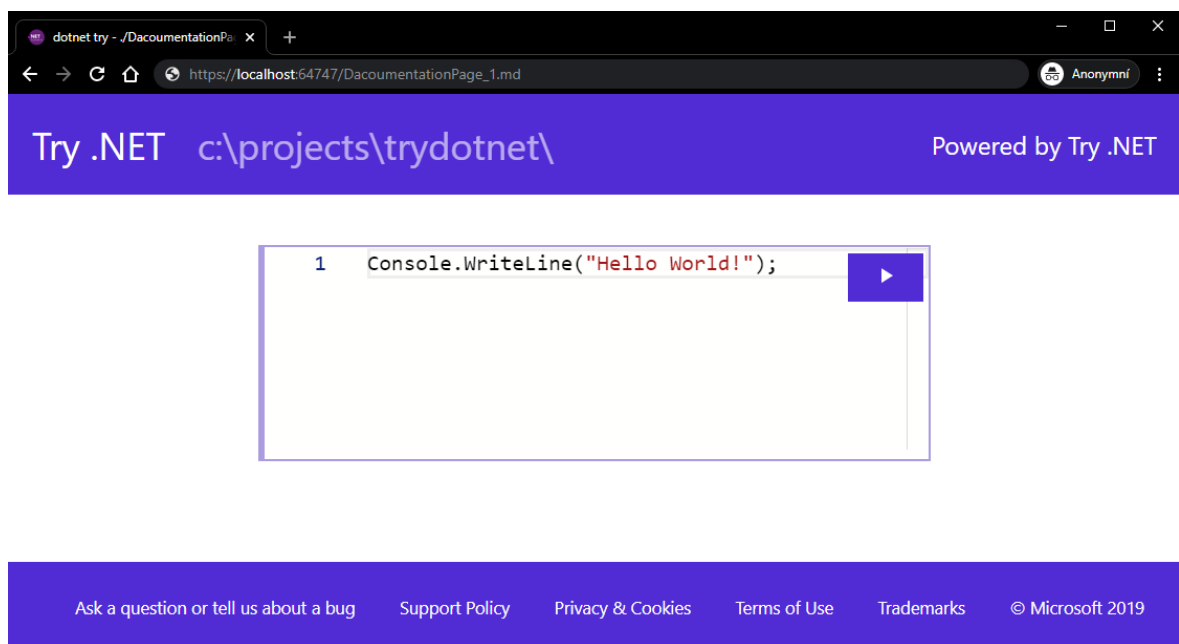 dotnet try - ./DacoumentationPa
https://localhost:64747/DacoumentationPage_1.md
Anonymní
Try .NET c:\projects\trydotnet\ Powered by Try .NET
1 Console.WriteLine("Hello World!");
Ask a question or tell us about a bug Support Policy Privacy & Cookies Terms of Use Trademarks © Microsoft 2019